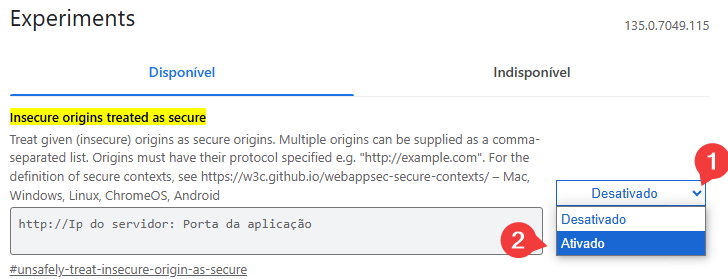 Experiments
135.0.7049.115
Disponível
Indisponível
Insecure origins treated as secure
Treat given (insecure) origins as secure origins. Multiple origins can be supplied as a comma-
separated list. Origins must have their protocol specified e.g. "http://example.com". For the
definition of secure contexts, see https://w3c.github.io/webappsec-secure-contexts/ – Mac,
Windows, Linux, ChromeOS, Android
1
Desativado
Desativado
2
Ativado
http://Ip do servidor: Porta da aplicação
#unsafely-treat-insecure-origin-as-secure